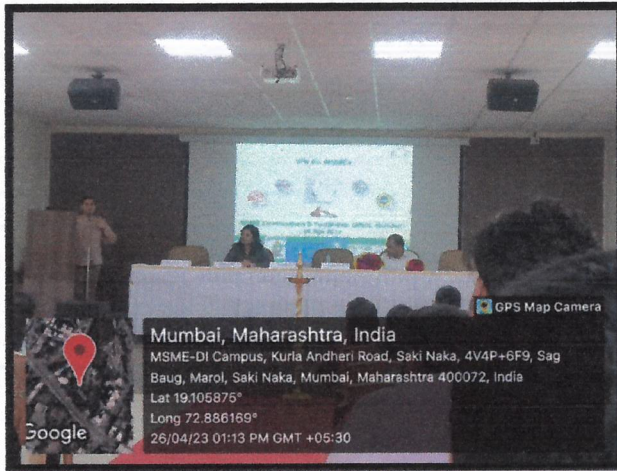 GPS Map Camera
Mumbai, Maharashtra, India
MSME-DI Campus, Kurla Andheri Road, Saki Naka, 4V4P+6F9, Sag
Baug, Marol, Saki Naka, Mumbai, Maharashtra 400072, India
Lat 19.105875°
Long 72.886169°
26/04/23 01:13 PM GMT +05:30
Google